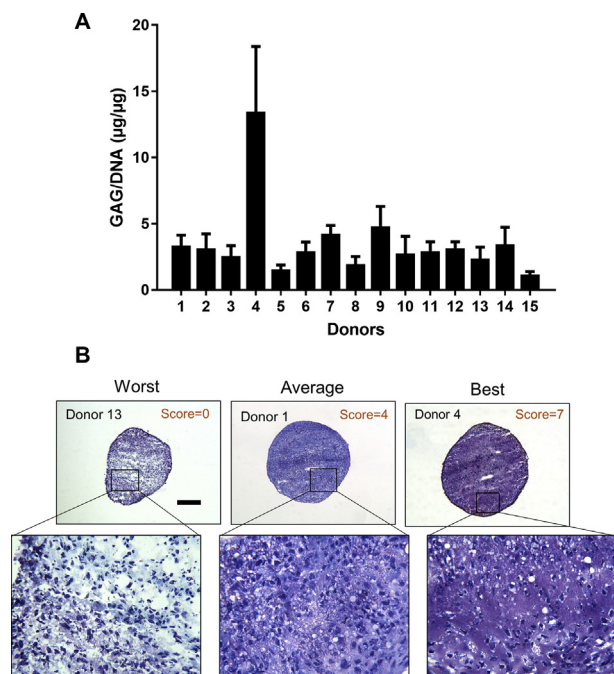 A
GAG/DNA (µg/µg)
20
15
10
5
0
1 2 3 4 5 6 7 8 9 10 11 12 13 14 15
Donors
B
Worst Average Best
Donor 13 Score=0 Donor 1 Score=4 Donor 4 Score=7